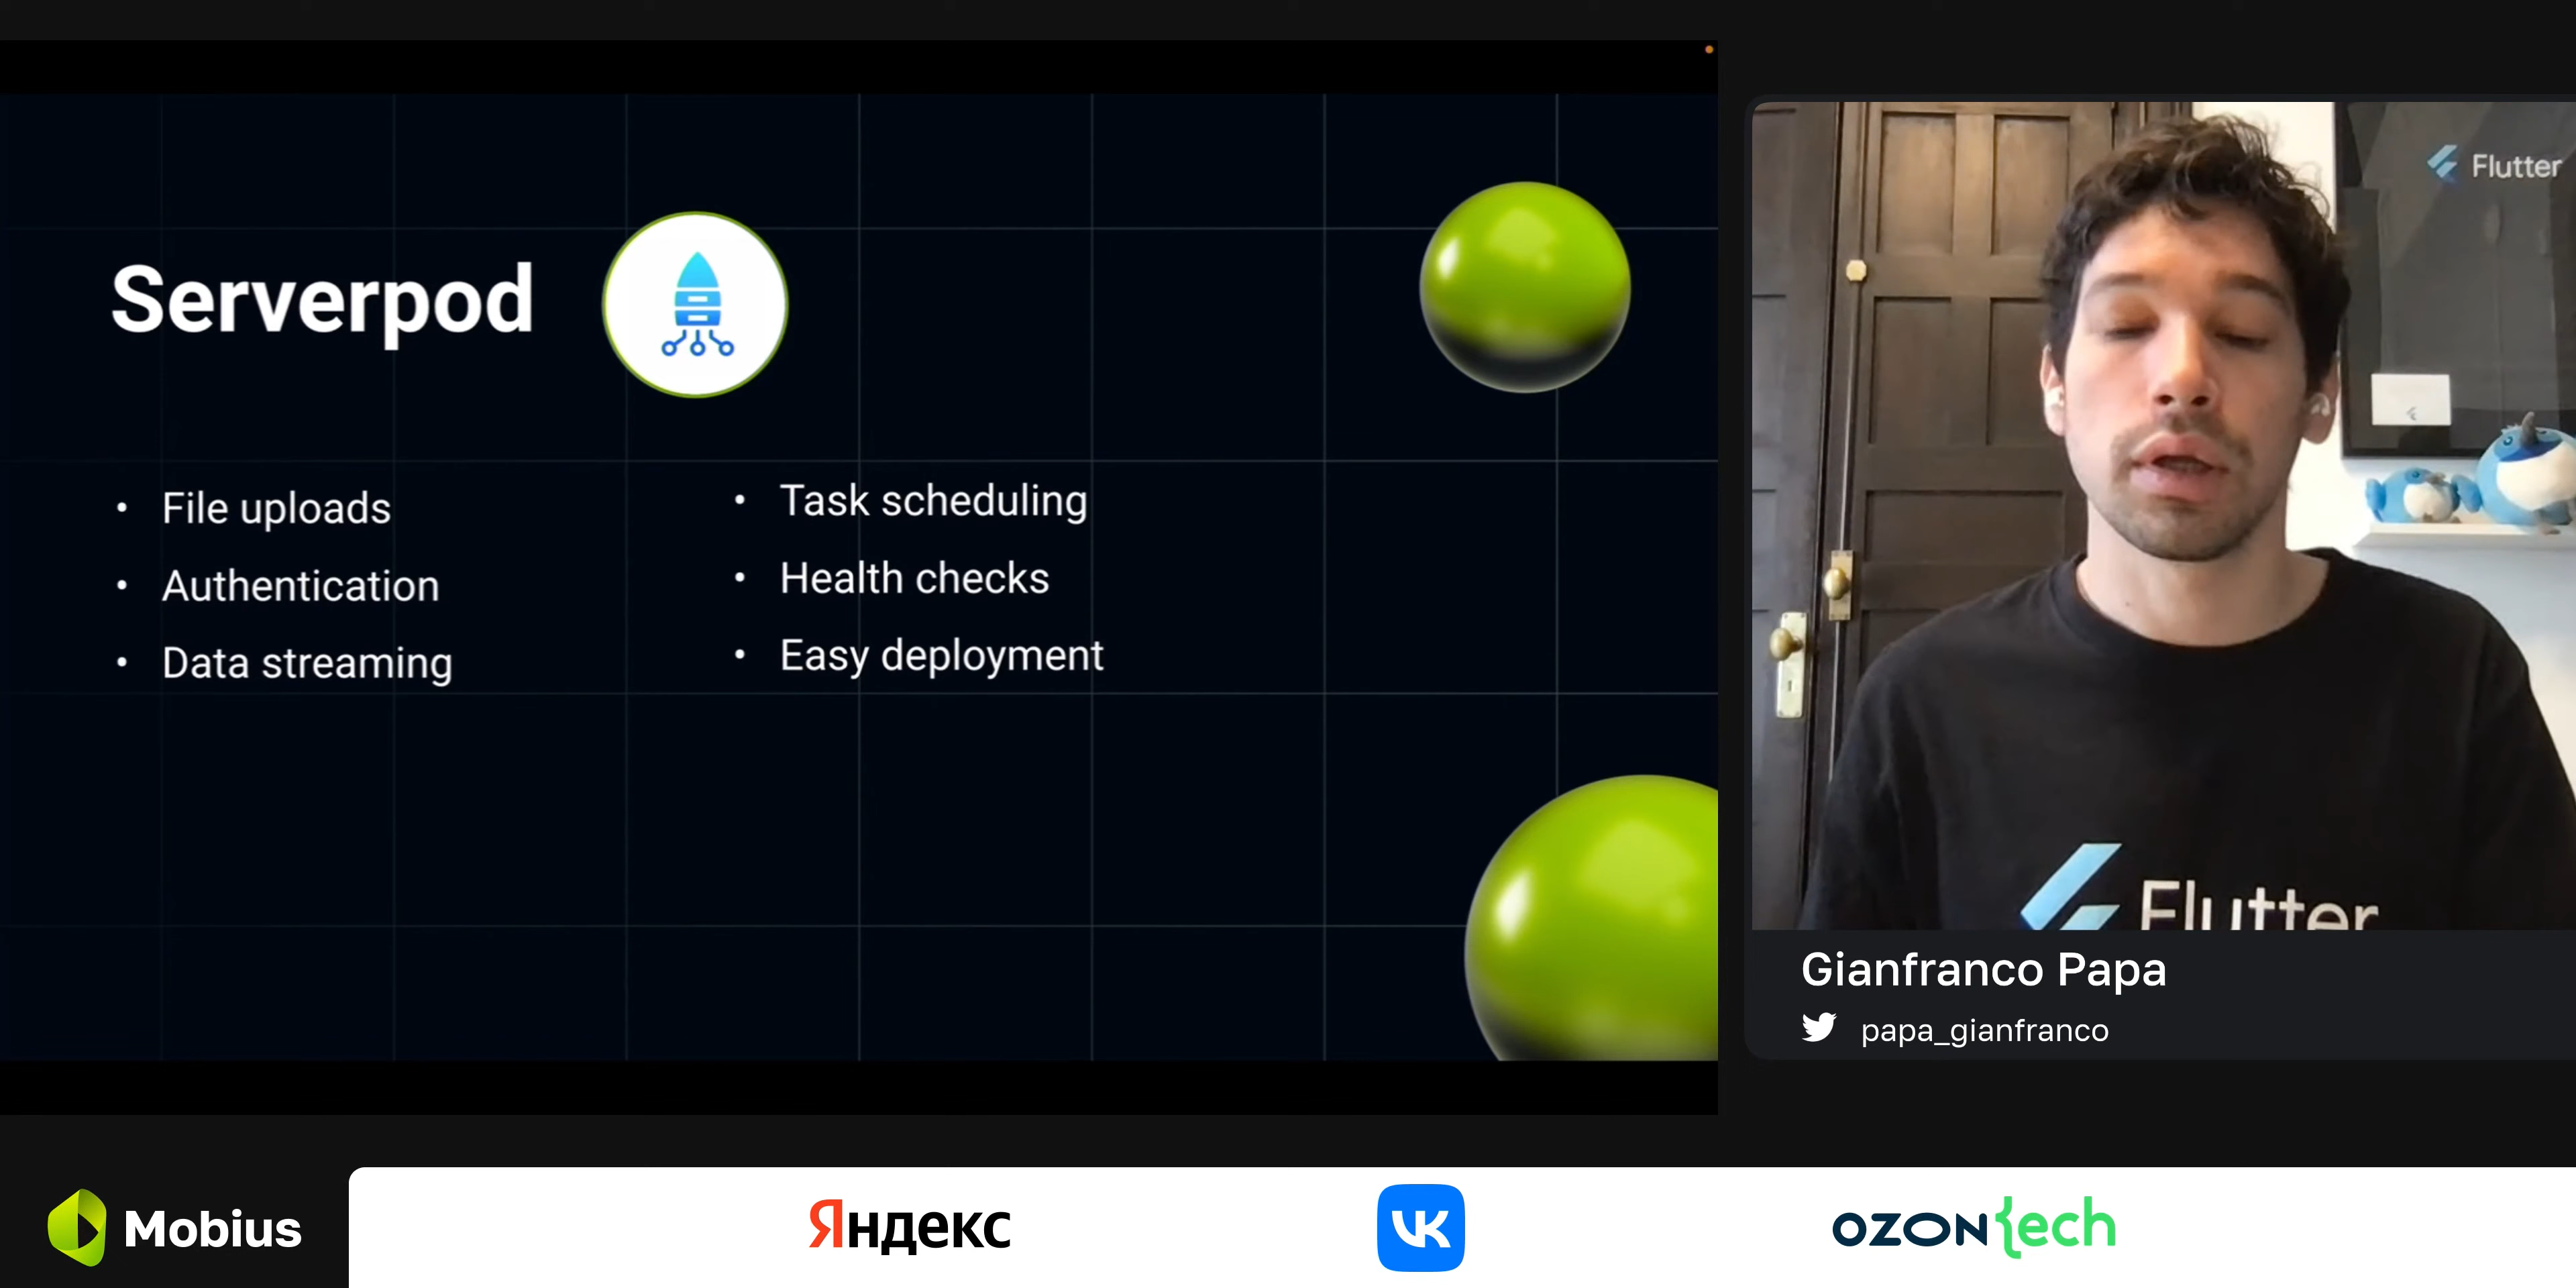 Serverpod
File uploads
Authentication
Data streaming
Task scheduling
Health checks
Easy deployment
Flutter
Flutter
Gianfranco Papa
papa_gianfranco
Mobius
Яндекс
VK
ozon{tech